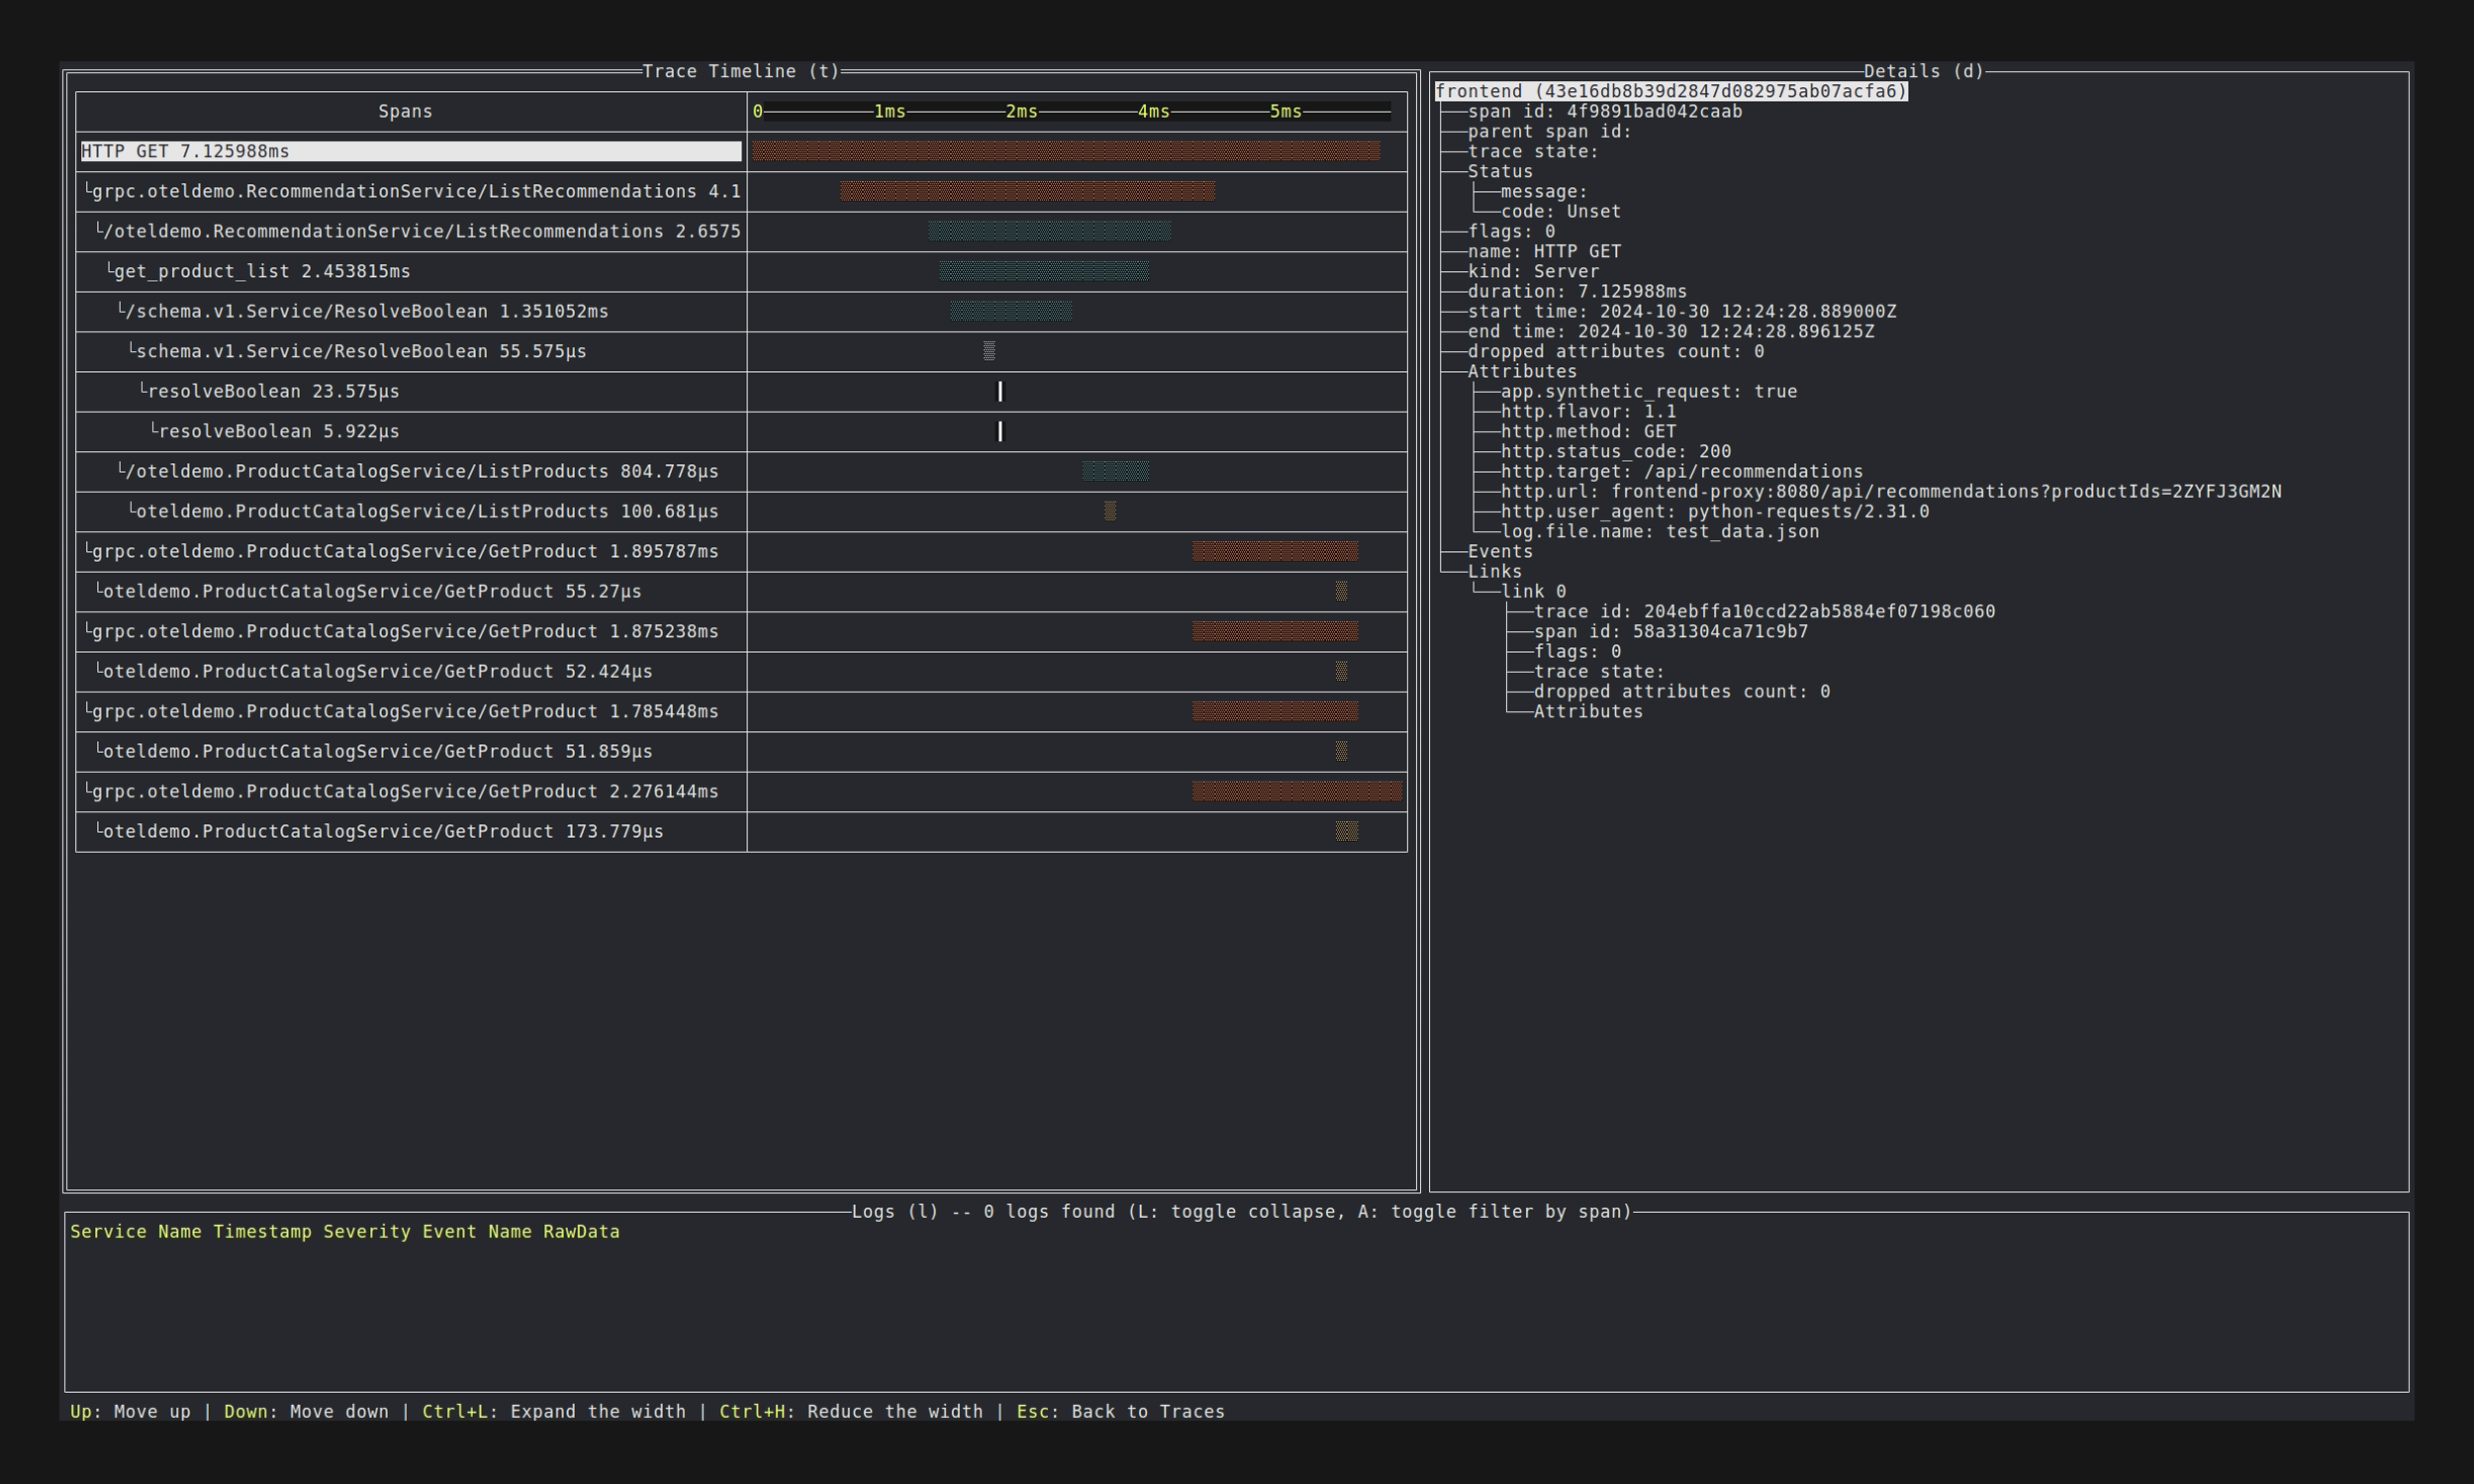 Trace Timeline (t)
Spans 0 1ms 2ms 4ms 5ms
HTTP GET 7.125988ms
grpc.oteldemo.RecommendationService/ListRecommendations 4.1
/oteldemo.RecommendationService/ListRecommendations 2.6575
get_product_list 2.453815ms
/schema.v1.Service/ResolveBoolean 1.351052ms
schema.v1.Service/ResolveBoolean 55.575µs
resolveBoolean 23.575µs
resolveBoolean 5.922µs
/oteldemo.ProductCatalogService/ListProducts 804.778µs
oteldemo.ProductCatalogService/ListProducts 100.681µs
grpc.oteldemo.ProductCatalogService/GetProduct 1.895787ms
oteldemo.ProductCatalogService/GetProduct 55.27µs
grpc.oteldemo.ProductCatalogService/GetProduct 1.875238ms
oteldemo.ProductCatalogService/GetProduct 52.424µs
grpc.oteldemo.ProductCatalogService/GetProduct 1.785448ms
oteldemo.ProductCatalogService/GetProduct 51.859µs
grpc.oteldemo.ProductCatalogService/GetProduct 2.276144ms
oteldemo.ProductCatalogService/GetProduct 173.779µs
Details (d)
frontend (43e16db8b39d2847d082975ab07acfa6)
span id: 4f9891bad042caab
parent span id:
trace state:
Status
message:
code: Unset
flags: 0
name: HTTP GET
kind: Server
duration: 7.125988ms
start time: 2024-10-30 12:24:28.889000Z
end time: 2024-10-30 12:24:28.896125Z
dropped attributes count: 0
Attributes
app.synthetic_request: true
http.flavor: 1.1
http.method: GET
http.status_code: 200
http.target: /api/recommendations
http.url: frontend-proxy:8080/api/recommendations?productIds=2ZYFJ3GM2N
http.user_agent: python-requests/2.31.0
log.file.name: test_data.json
Events
Links
link 0
trace id: 204ebffa10ccd22ab5884ef07198c060
span id: 58a31304ca71c9b7
flags: 0
trace state:
dropped attributes count: 0
Attributes
Logs (l) -- 0 logs found (L: toggle collapse, A: toggle filter by span)
Service Name Timestamp Severity Event Name RawData
Up: Move up | Down: Move down | Ctrl+L: Expand the width | Ctrl+H: Reduce the width | Esc: Back to Traces